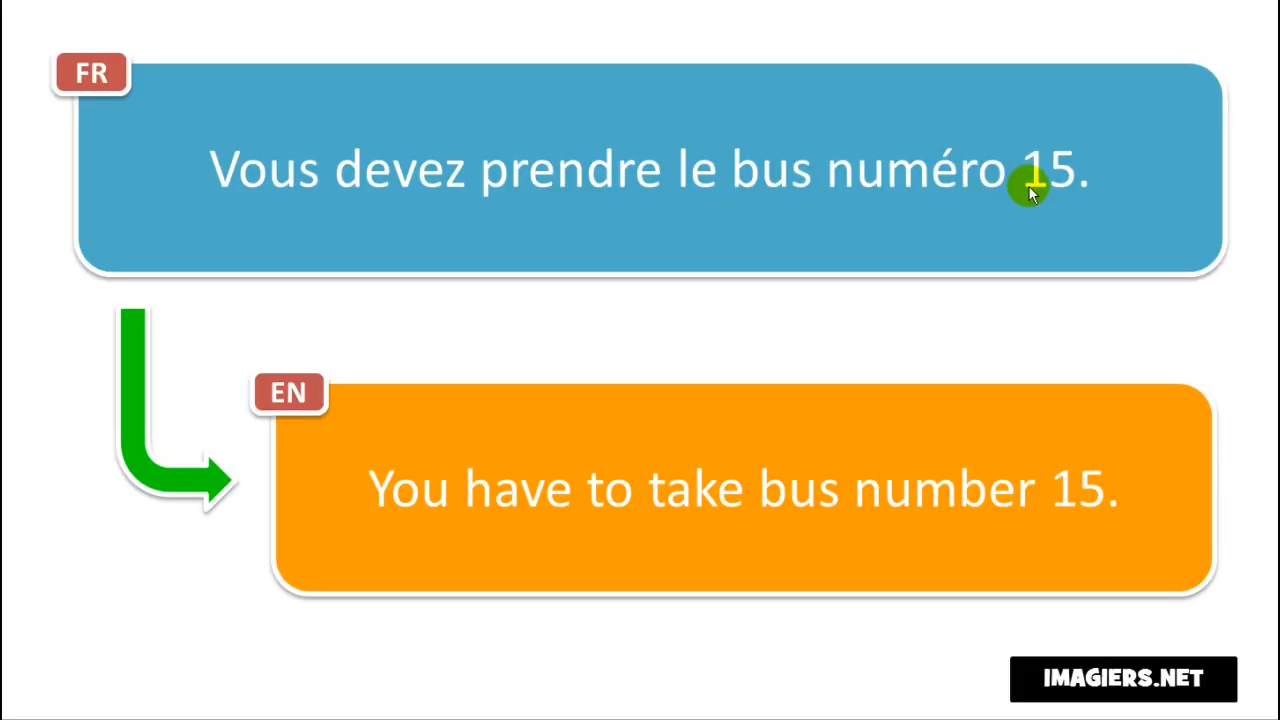 FR
Vous devez prendre le bus numéro 15.
EN
You have to take bus number 15.
IMAGIERS.NET